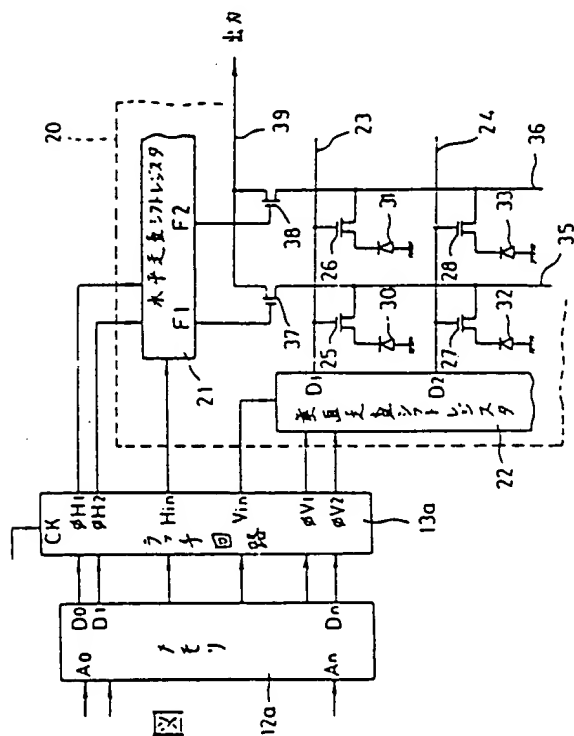 図
12a
メモリ
A0
An
D0
D1
Dn
13a
ラッチ回路
CK
φH1
φH2
Hin
Vin
φV1
φV2
20
21
水平走査シフトレジスタ
F1
F2
22
垂直走査シフトレジスタ
D1
D2
出力
39
37
38
23
24
25
26
30
31
27
28
32
33
35
36